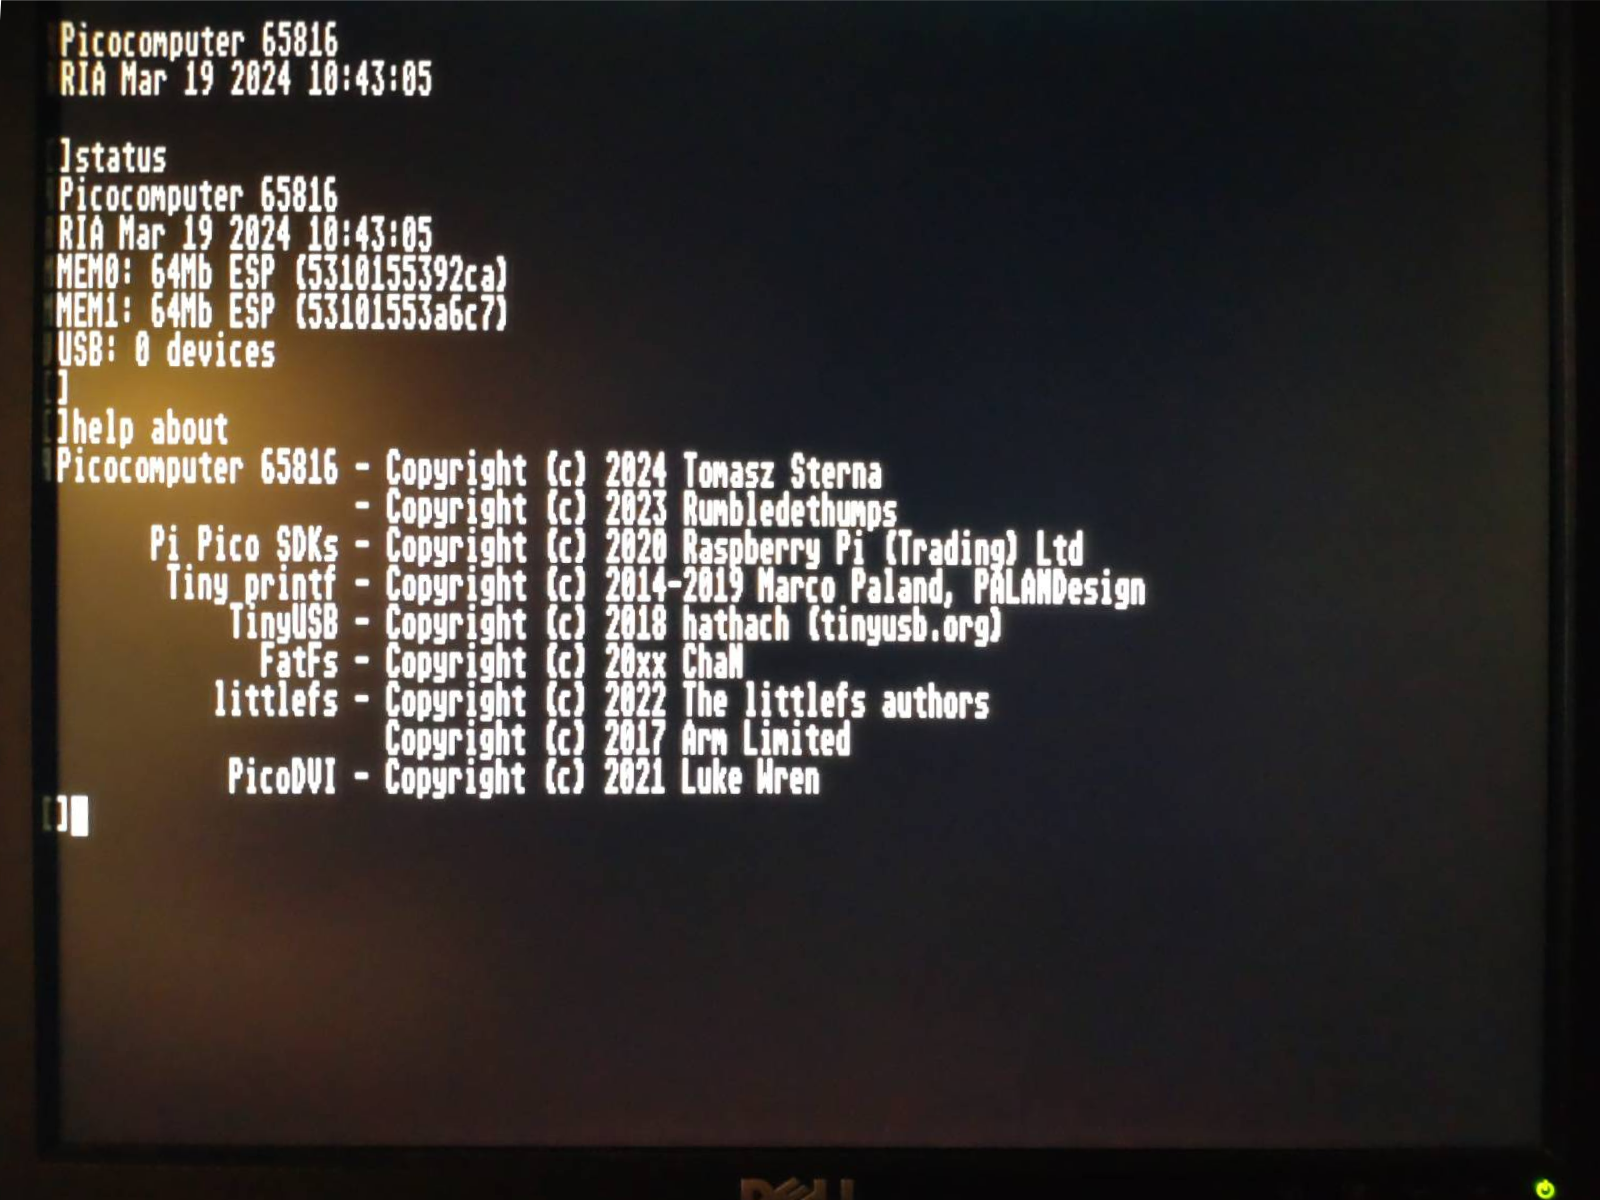 Picocomputer 65816
RIA Mar 19 2024 10:43:05
]status
Picocomputer 65816
RIA Mar 19 2024 10:43:05
MEM0: 64Mb ESP (5310155392ca)
MEM1: 64Mb ESP (53101553a6c7)
USB: 0 devices
]
]help about
Picocomputer 65816 - Copyright (c) 2024 Tomasz Sterna
- Copyright (c) 2023 Rumbledethumps
Pi Pico SDKs - Copyright (c) 2020 Raspberry Pi (Trading) Ltd
Tiny printf - Copyright (c) 2014-2019 Marco Paland, PALANDesign
TinyUSB - Copyright (c) 2018 hathach (tinyusb.org)
FatFs - Copyright (c) 20xx ChaN
littlefs - Copyright (c) 2022 The littlefs authors
Copyright (c) 2017 Arm Limited
PicoDVI - Copyright (c) 2021 Luke Wren
]
DELL